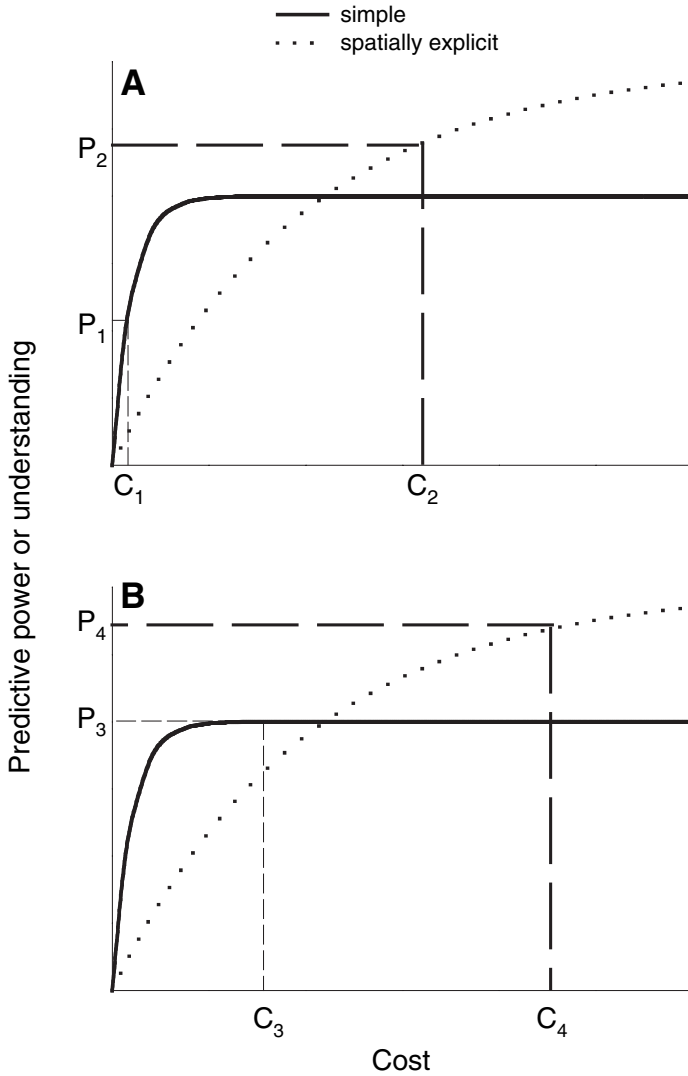 simple
spatially explicit
A
P₂
P₁
C₁
C₂
Predictive power or understanding
B
P₄
P₃
C₃
C₄
Cost